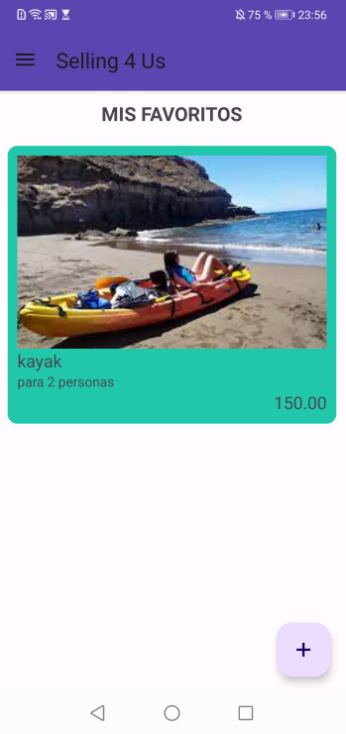 75 % 23:56
Selling 4 Us
MIS FAVORITOS
kayak
para 2 personas
150.00
+